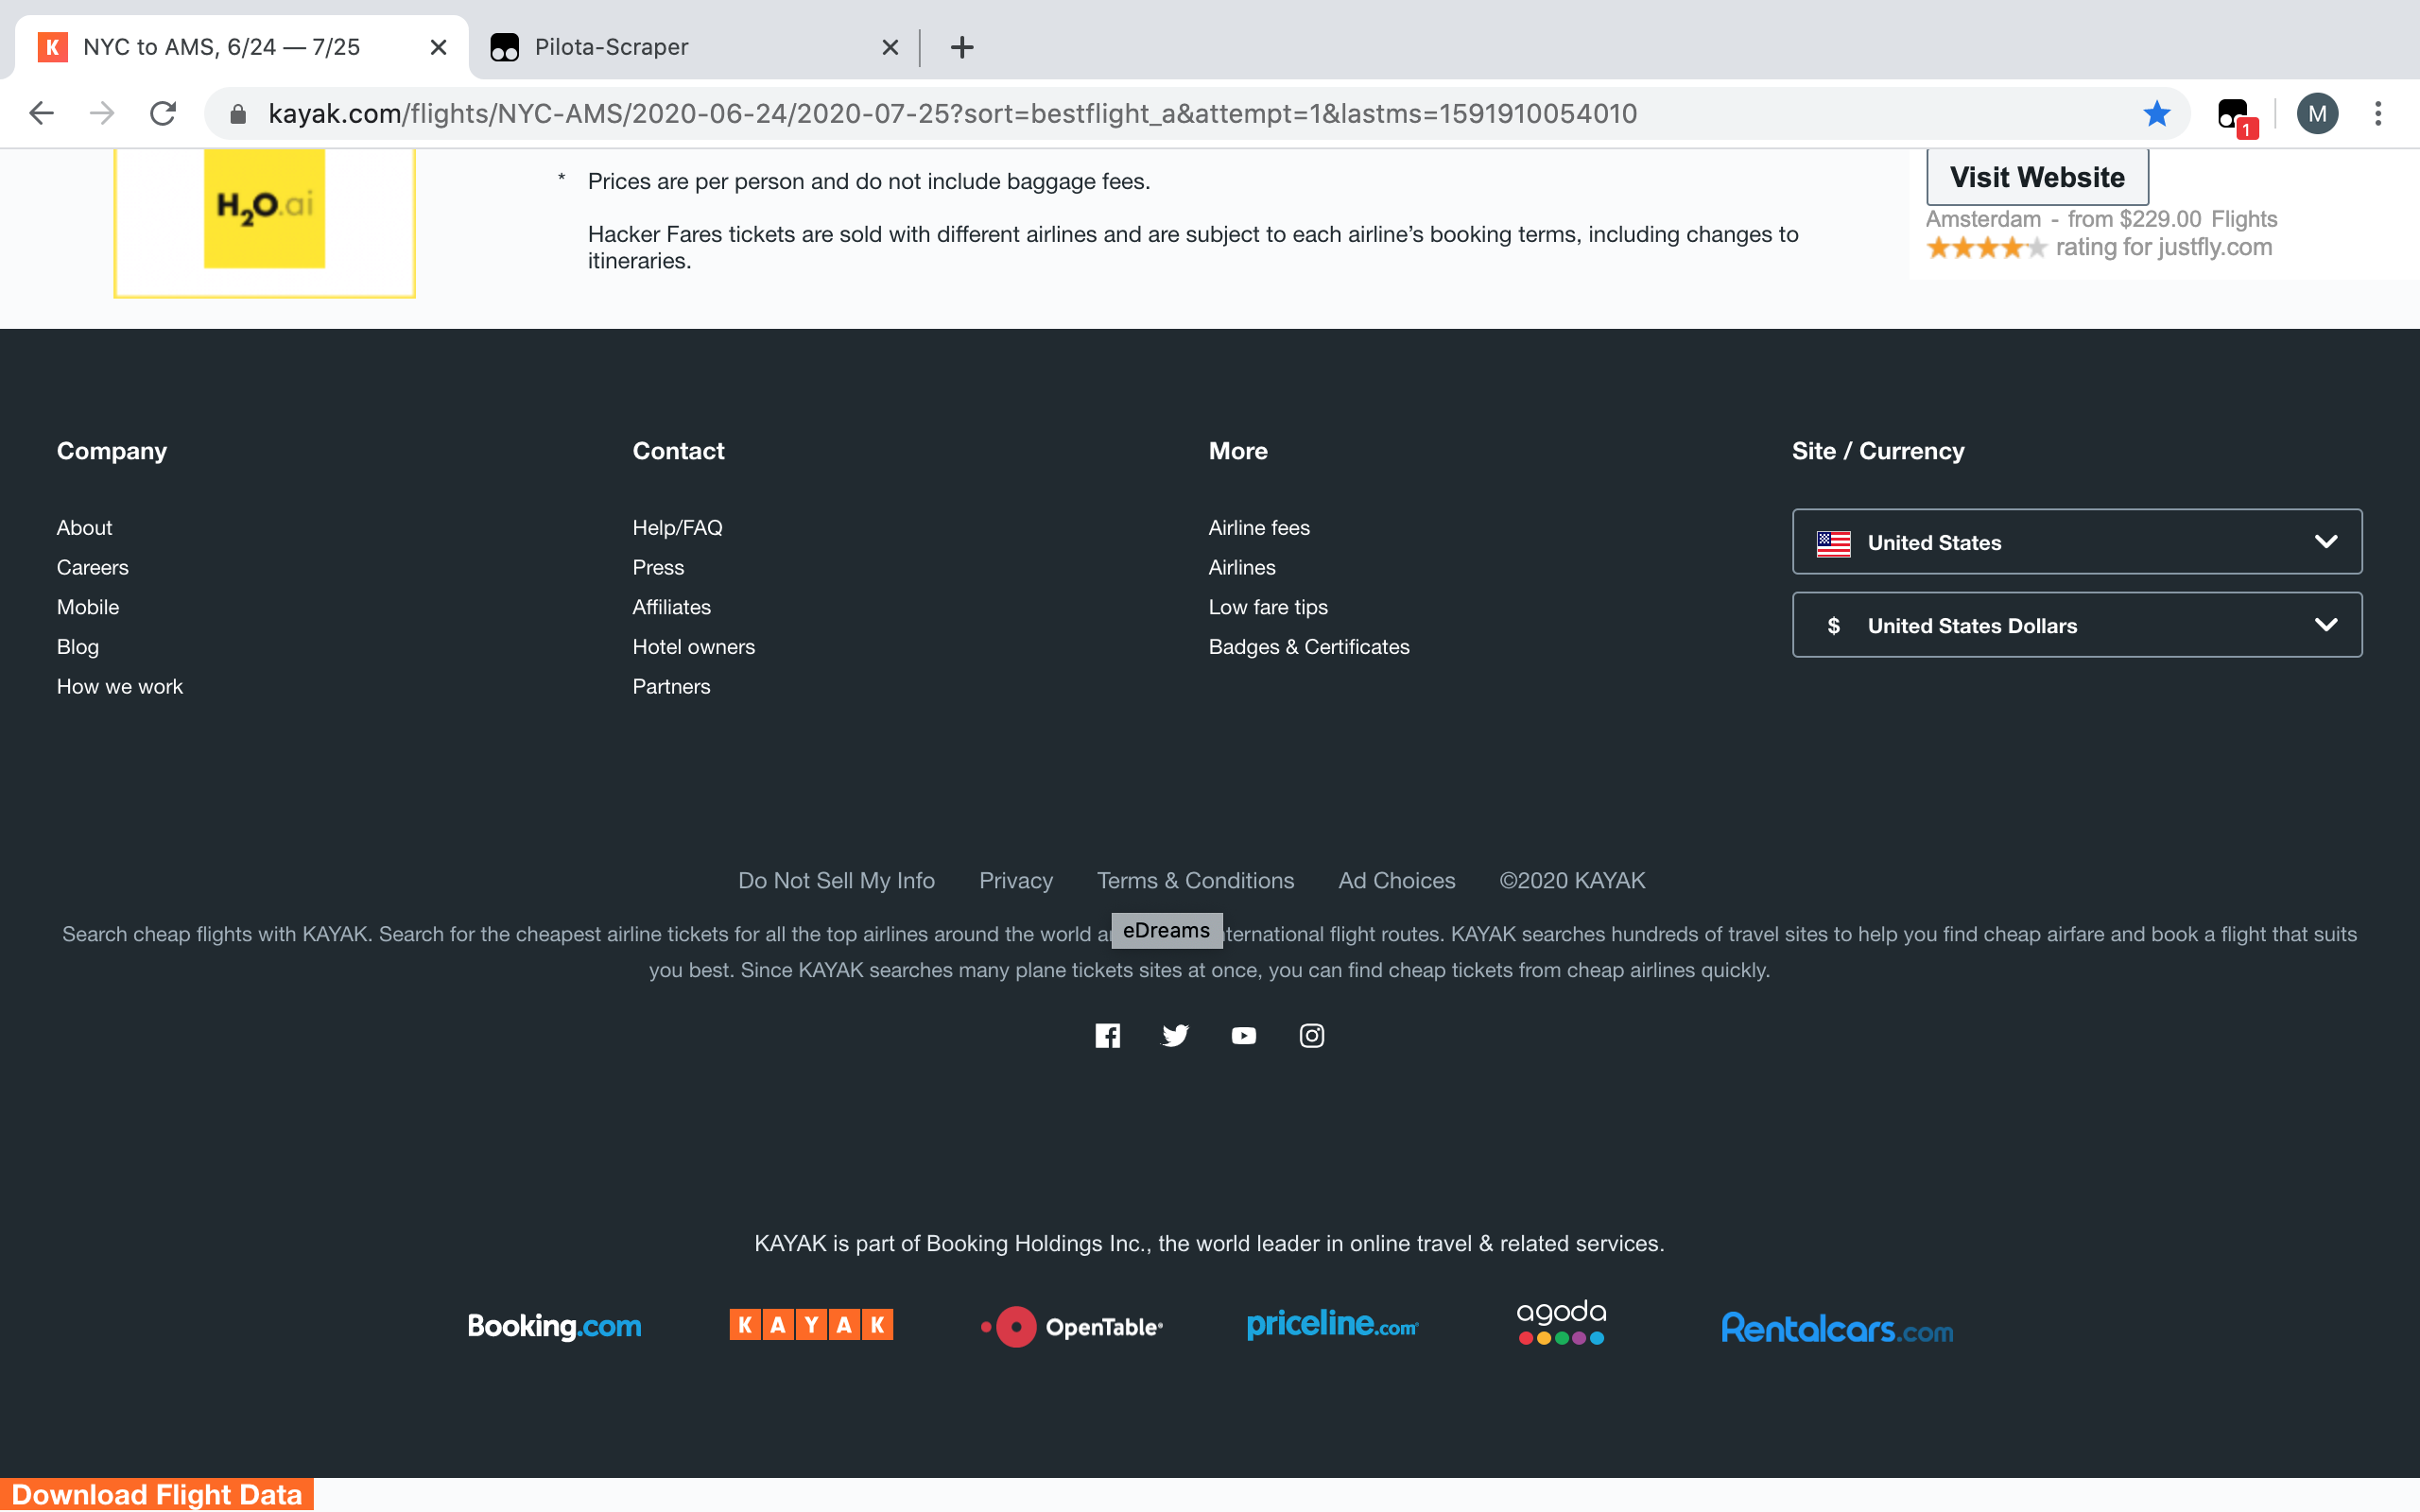 NYC to AMS, 6/24 — 7/25
Pilota-Scraper
kayak.com/flights/NYC-AMS/2020-06-24/2020-07-25?sort=bestflight_a&attempt=1&lastms=1591910054010
1
M
H2O.ai
* Prices are per person and do not include baggage fees.
Hacker Fares tickets are sold with different airlines and are subject to each airline’s booking terms, including changes to
itineraries.
Visit Website
Amsterdam - from $229.00 Flights
rating for justfly.com
Company
About
Careers
Mobile
Blog
How we work
Contact
Help/FAQ
Press
Affiliates
Hotel owners
Partners
More
Airline fees
Airlines
Low fare tips
Badges & Certificates
Site / Currency
United States
$ United States Dollars
Do Not Sell My Info Privacy Terms & Conditions Ad Choices ©2020 KAYAK
Search cheap flights with KAYAK. Search for the cheapest airline tickets for all the top airlines around the world eDreams flight routes. KAYAK searches hundreds of travel sites to help you find cheap airfare and book a flight that suits
you best. Since KAYAK searches many plane tickets sites at once, you can find cheap tickets from cheap airlines quickly.
KAYAK is part of Booking Holdings Inc., the world leader in online travel & related services.
Booking.com KAYAK OpenTable priceline.com agoda Rentalcars.com
Download Flight Data